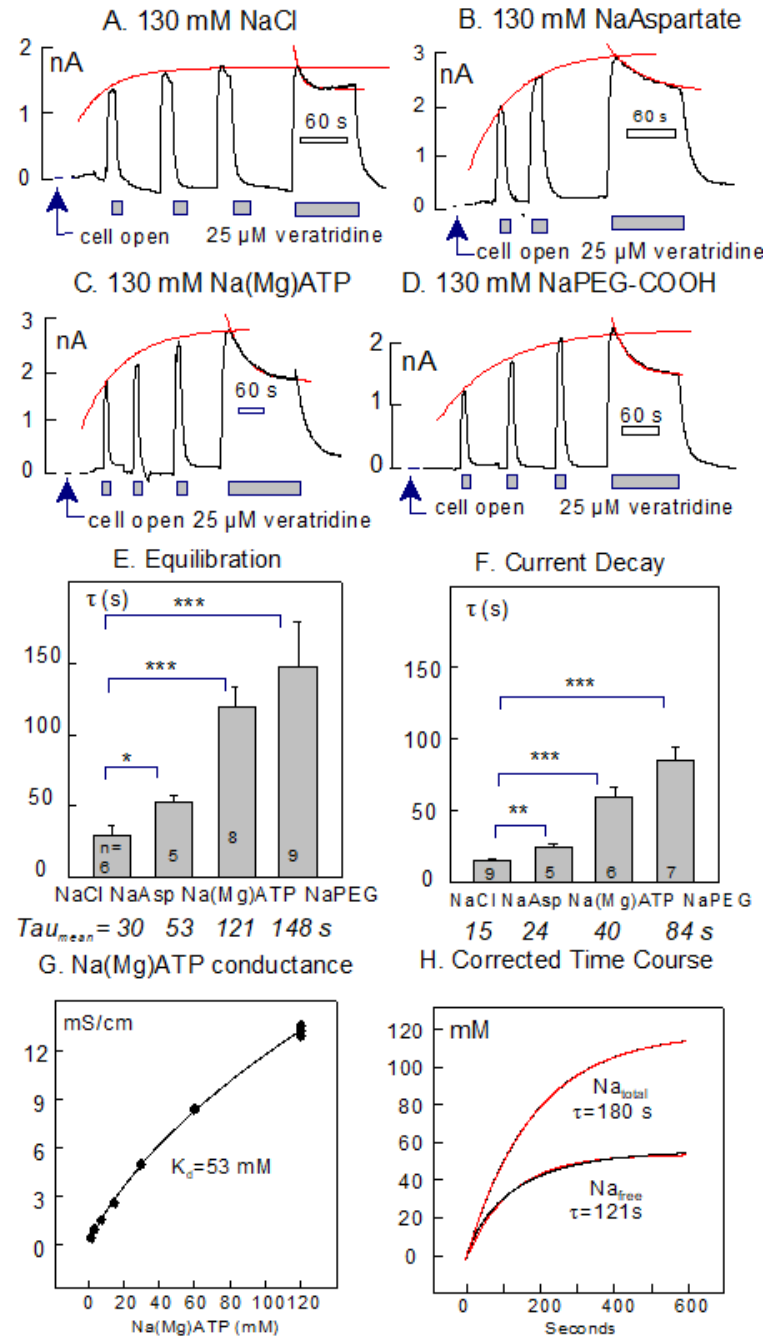 A. 130 mM NaCl
nA
2
1
0
60 s
cell open
25 µM veratridine
B. 130 mM NaAspartate
nA
3
2
1
0
60 s
cell open
25 µM veratridine
C. 130 mM Na(Mg)ATP
nA
3
2
1
0
60 s
cell open 25 µM veratridine
D. 130 mM NaPEG-COOH
nA
2
1
0
60 s
cell open
25 µM veratridine
E. Equilibration
τ (s)
150
100
50
0
***
***
*
n=
6
5
8
9
NaCl NaAsp Na(Mg)ATP NaPEG
Tau_mean = 30 53 121 148 s
F. Current Decay
τ (s)
150
100
50
0
***
***
**
9
5
6
7
NaCl NaAsp Na(Mg)ATP NaPEG
15 24 40 84 s
G. Na(Mg)ATP conductance
mS/cm
12
9
6
3
0
K_d=53 mM
0 20 40 60 80 100 120
Na(Mg)ATP (mM)
H. Corrected Time Course
mM
120
100
80
60
40
20
0
Na_total
τ=180 s
Na_free
τ=121s
0 200 400 600
Seconds